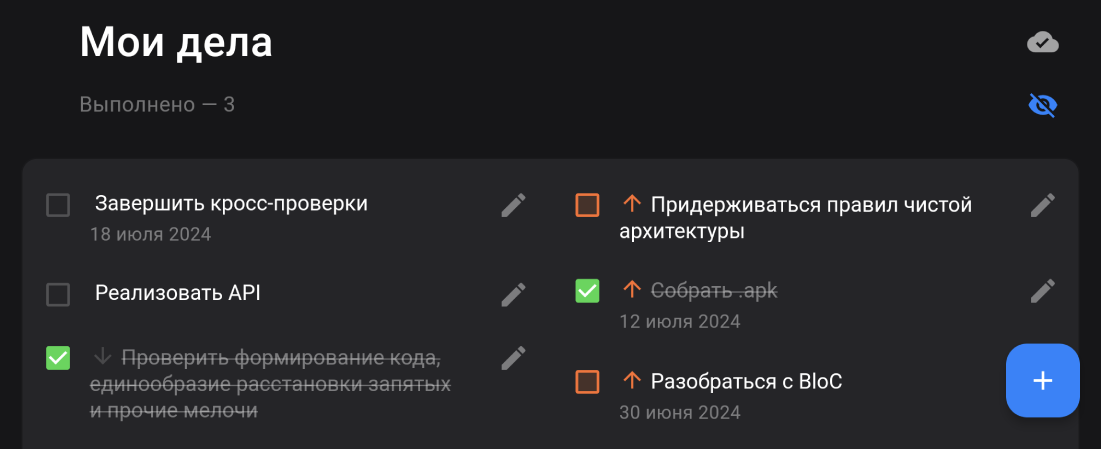 Мои дела
Выполнено — 3
Завершить кросс-проверки
18 июля 2024
Реализовать API
Проверить формирование кода,
единообразие расстановки запятых
и прочие мелочи
Придерживаться правил чистой
архитектуры
Собрать .apk
12 июля 2024
Разобраться с BloC
30 июня 2024